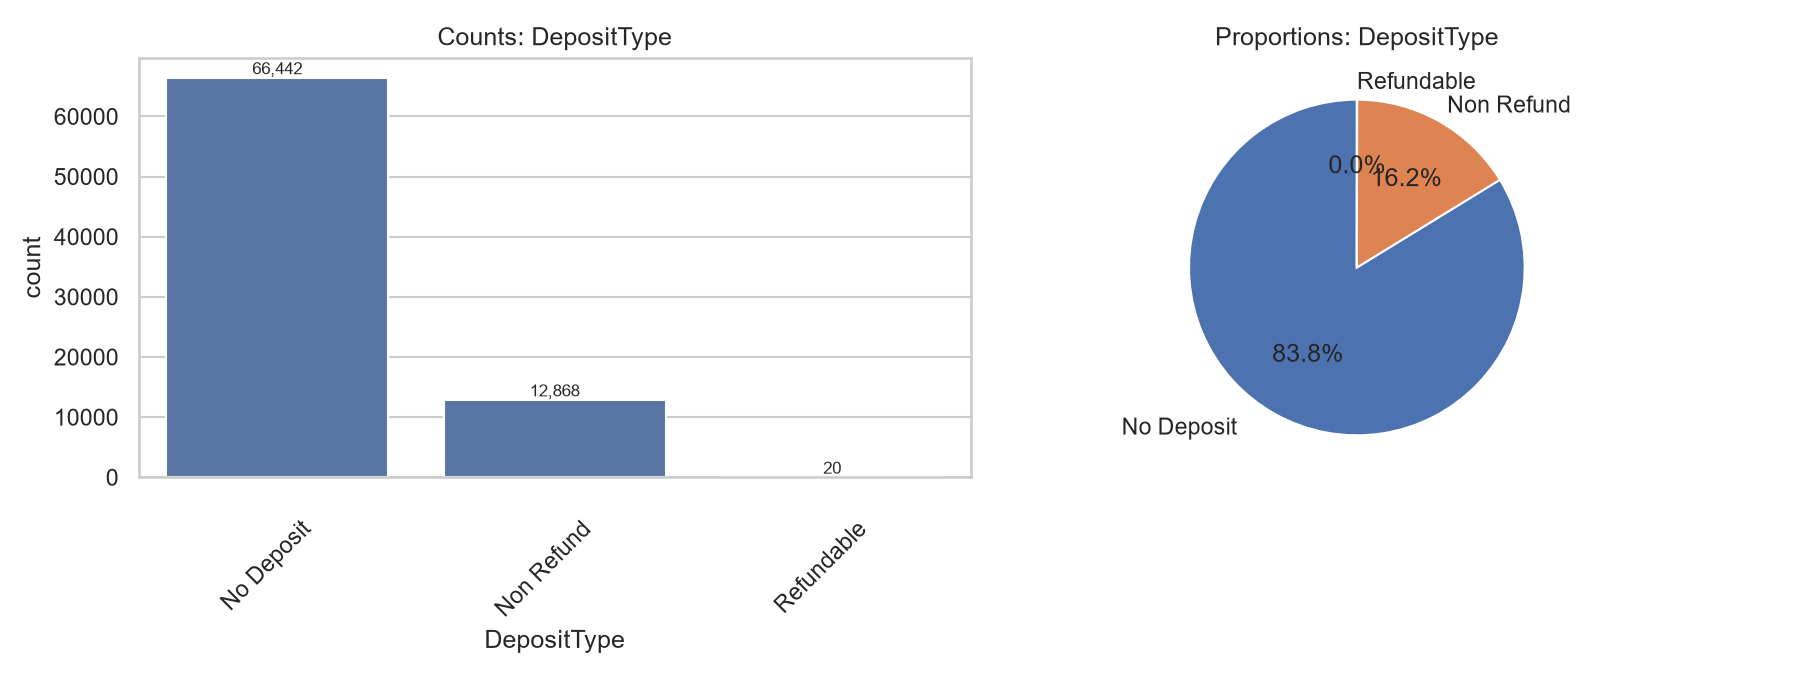 Counts: DepositType
66,442
12,868
20
60000
50000
40000
30000
20000
10000
0
count
No Deposit
Non Refund
Refundable
DepositType
Proportions: DepositType
Refundable
Non Refund
0.0%
16.2%
83.8%
No Deposit